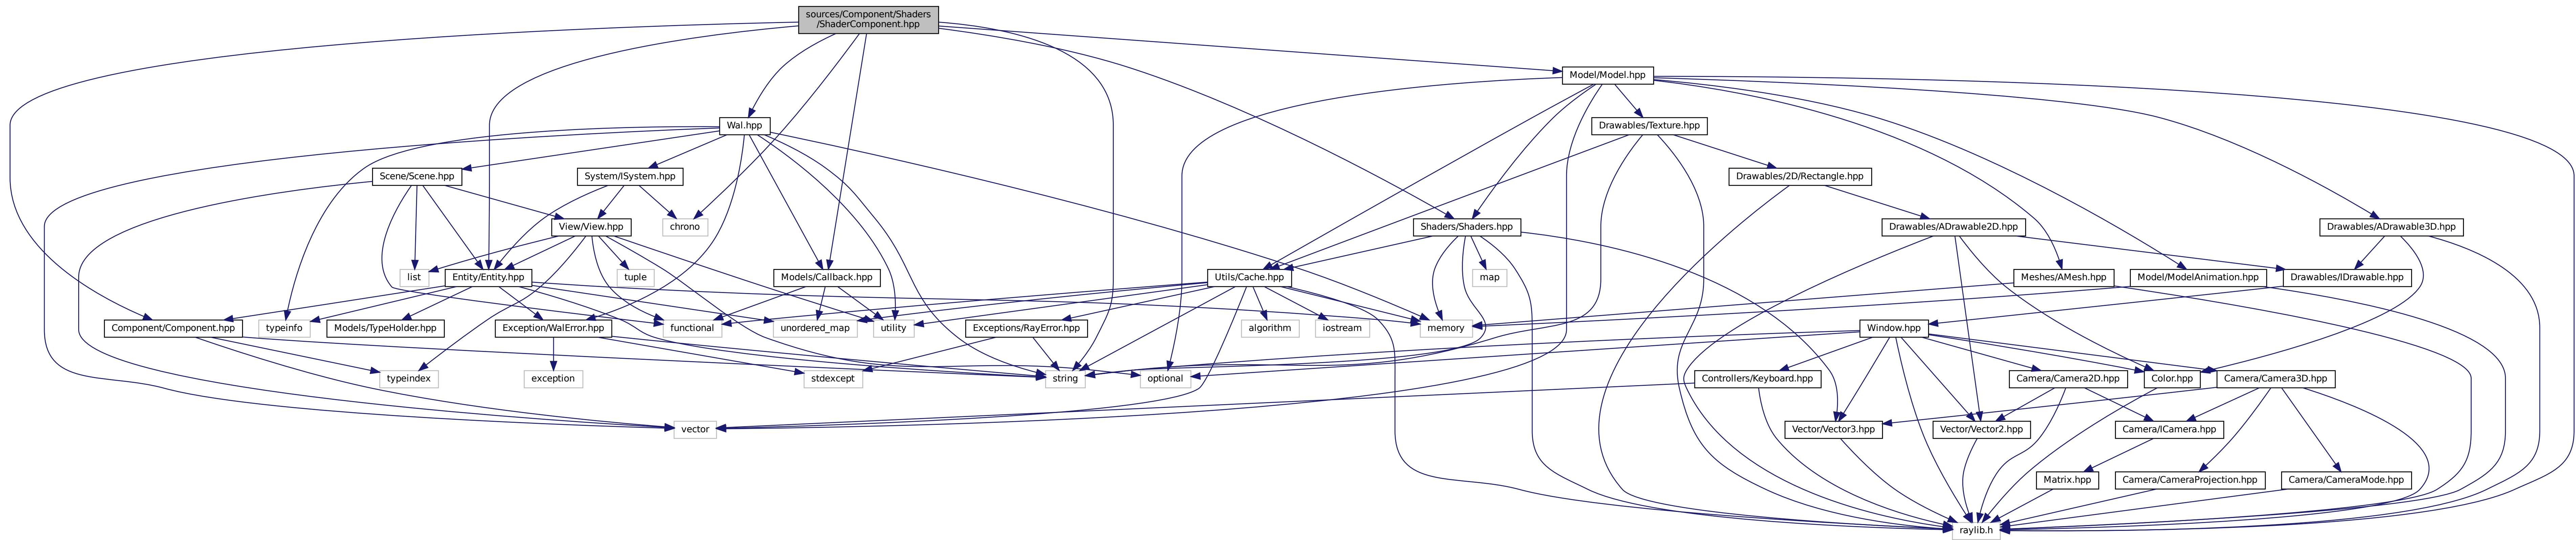 sources/Component/Shaders
/ShaderComponent.hpp
Model/Model.hpp
Wal.hpp
Drawables/Texture.hpp
Scene/Scene.hpp
System/ISystem.hpp
Drawables/2D/Rectangle.hpp
View/View.hpp
chrono
Shaders/Shaders.hpp
Drawables/ADrawable2D.hpp
Drawables/ADrawable3D.hpp
list
Entity/Entity.hpp
tuple
Models/Callback.hpp
Utils/Cache.hpp
map
Meshes/AMesh.hpp
Model/ModelAnimation.hpp
Drawables/IDrawable.hpp
Component/Component.hpp
typeinfo
Models/TypeHolder.hpp
Exception/WalError.hpp
functional
unordered_map
utility
Exceptions/RayError.hpp
algorithm
iostream
memory
Window.hpp
typeindex
exception
stdexcept
string
optional
Controllers/Keyboard.hpp
Camera/Camera2D.hpp
Color.hpp
Camera/Camera3D.hpp
vector
Vector/Vector3.hpp
Vector/Vector2.hpp
Camera/ICamera.hpp
Matrix.hpp
Camera/CameraProjection.hpp
Camera/CameraMode.hpp
raylib.h